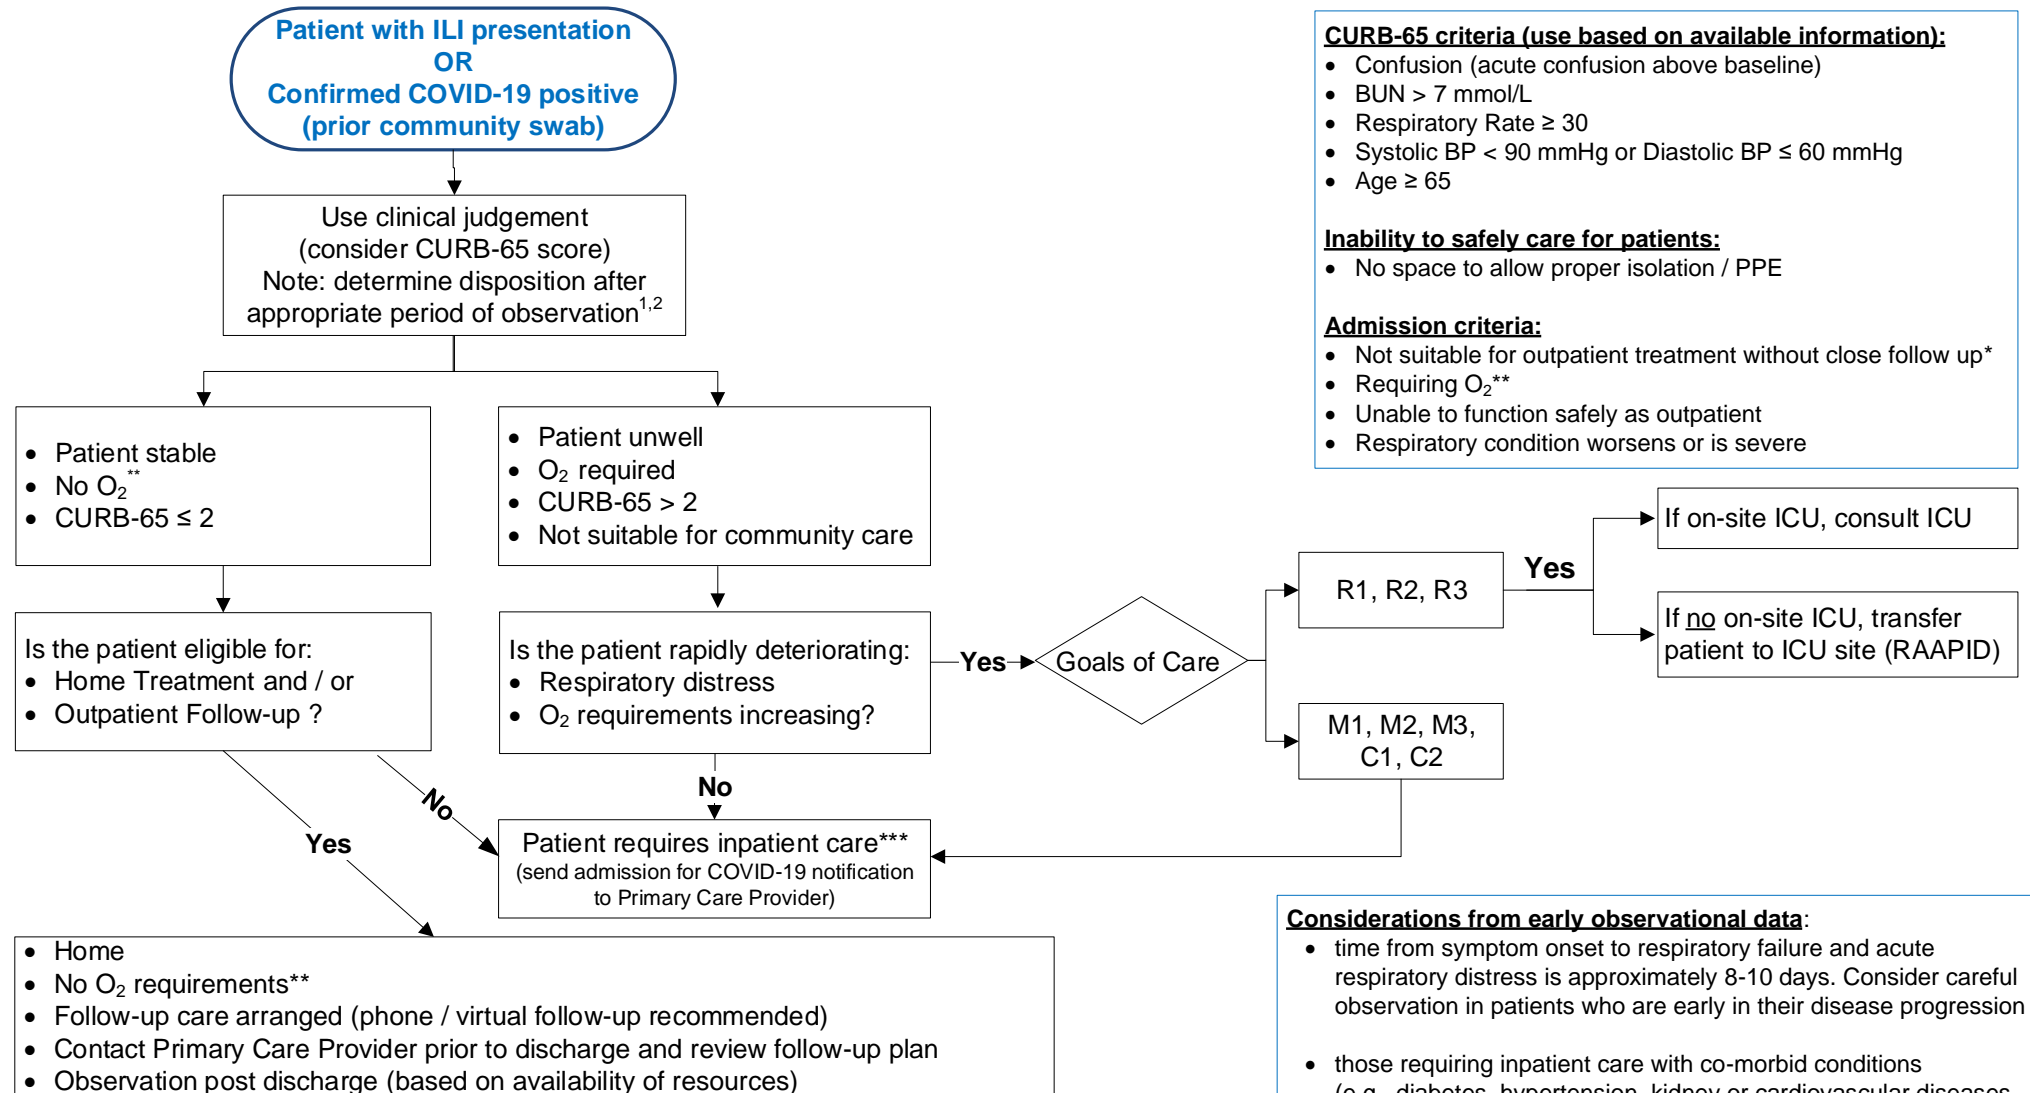 Patient with ILI presentation
OR
Confirmed COVID-19 positive
(prior community swab)
Use clinical judgement
(consider CURB-65 score)
Note: determine disposition after
appropriate period of observation1,2
• Patient stable
• No O2**
• CURB-65 ≤ 2
• Patient unwell
• O2 required
• CURB-65 > 2
• Not suitable for community care
Is the patient eligible for:
• Home Treatment and / or
• Outpatient Follow-up ?
Is the patient rapidly deteriorating:
• Respiratory distress
• O2 requirements increasing?
Yes
Goals of Care
R1, R2, R3
Yes
If on-site ICU, consult ICU
If no on-site ICU, transfer
patient to ICU site (RAAPID)
M1, M2, M3,
C1, C2
No
No
Yes
Patient requires inpatient care***
(send admission for COVID-19 notification
to Primary Care Provider)
• Home
• No O2 requirements**
• Follow-up care arranged (phone / virtual follow-up recommended)
• Contact Primary Care Provider prior to discharge and review follow-up plan
• Observation post discharge (based on availability of resources)
CURB-65 criteria (use based on available information):
• Confusion (acute confusion above baseline)
• BUN > 7 mmol/L
• Respiratory Rate ≥ 30
• Systolic BP < 90 mmHg or Diastolic BP ≤ 60 mmHg
• Age ≥ 65
Inability to safely care for patients:
• No space to allow proper isolation / PPE
Admission criteria:
• Not suitable for outpatient treatment without close follow up*
• Requiring O2**
• Unable to function safely as outpatient
• Respiratory condition worsens or is severe
Considerations from early observational data:
• time from symptom onset to respiratory failure and acute
respiratory distress is approximately 8-10 days. Consider careful
observation in patients who are early in their disease progression
• those requiring inpatient care with co-morbid conditions
(e.g., diabetes, hypertension, kidney or cardiovascular diseases,